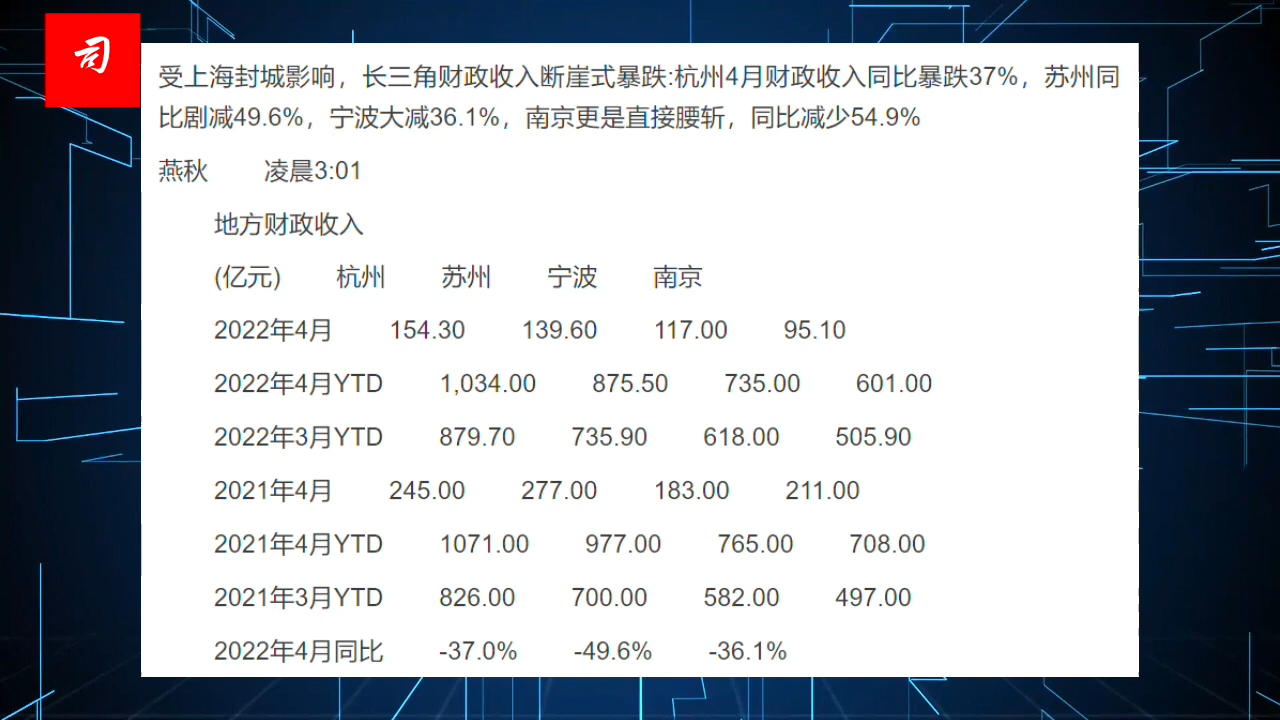 司
受上海封城影响，长三角财政收入断崖式暴跌:杭州4月财政收入同比暴跌37%，苏州同
比剧减49.6%，宁波大减36.1%，南京更是直接腰斩，同比减少54.9%
燕秋 凌晨3:01
地方财政收入
(亿元) 杭州 苏州 宁波 南京
2022年4月 154.30 139.60 117.00 95.10
2022年4月YTD 1,034.00 875.50 735.00 601.00
2022年3月YTD 879.70 735.90 618.00 505.90
2021年4月 245.00 277.00 183.00 211.00
2021年4月YTD 1071.00 977.00 765.00 708.00
2021年3月YTD 826.00 700.00 582.00 497.00
2022年4月同比 -37.0% -49.6% -36.1%